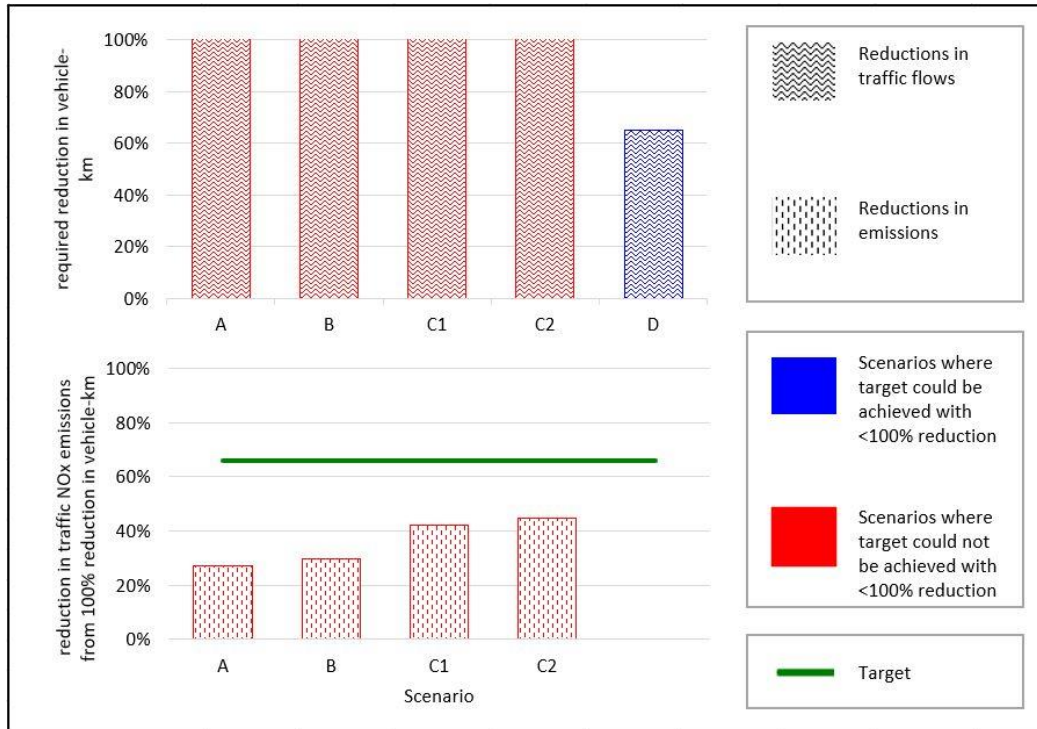 required reduction in vehicle-
km
100%
80%
60%
40%
20%
0%
A
B
C1
C2
D
reduction in traffic NOx emissions
from 100% reduction in vehicle-km
100%
80%
60%
40%
20%
0%
A
B
C1
C2
Scenario
Reductions in
traffic flows
Reductions in
emissions
Scenarios where
target could be
achieved with
<100% reduction
Scenarios where
target could not
be achieved with
<100% reduction
Target